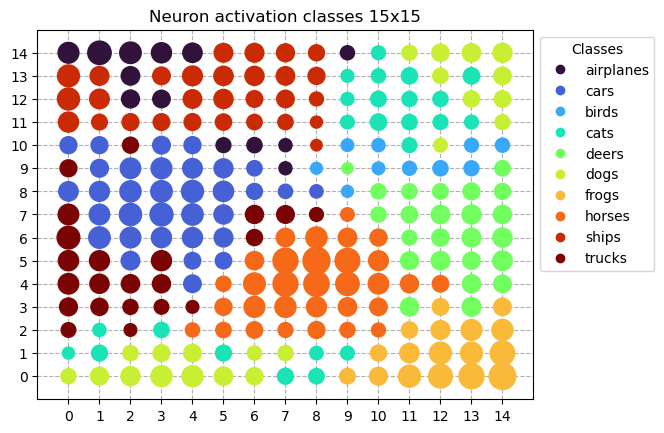 Neuron activation classes 15x15
14
13
12
11
10
9
8
7
6
5
4
3
2
1
0
0 1 2 3 4 5 6 7 8 9 10 11 12 13 14
Classes
airplanes
cars
birds
cats
deers
dogs
frogs
horses
ships
trucks